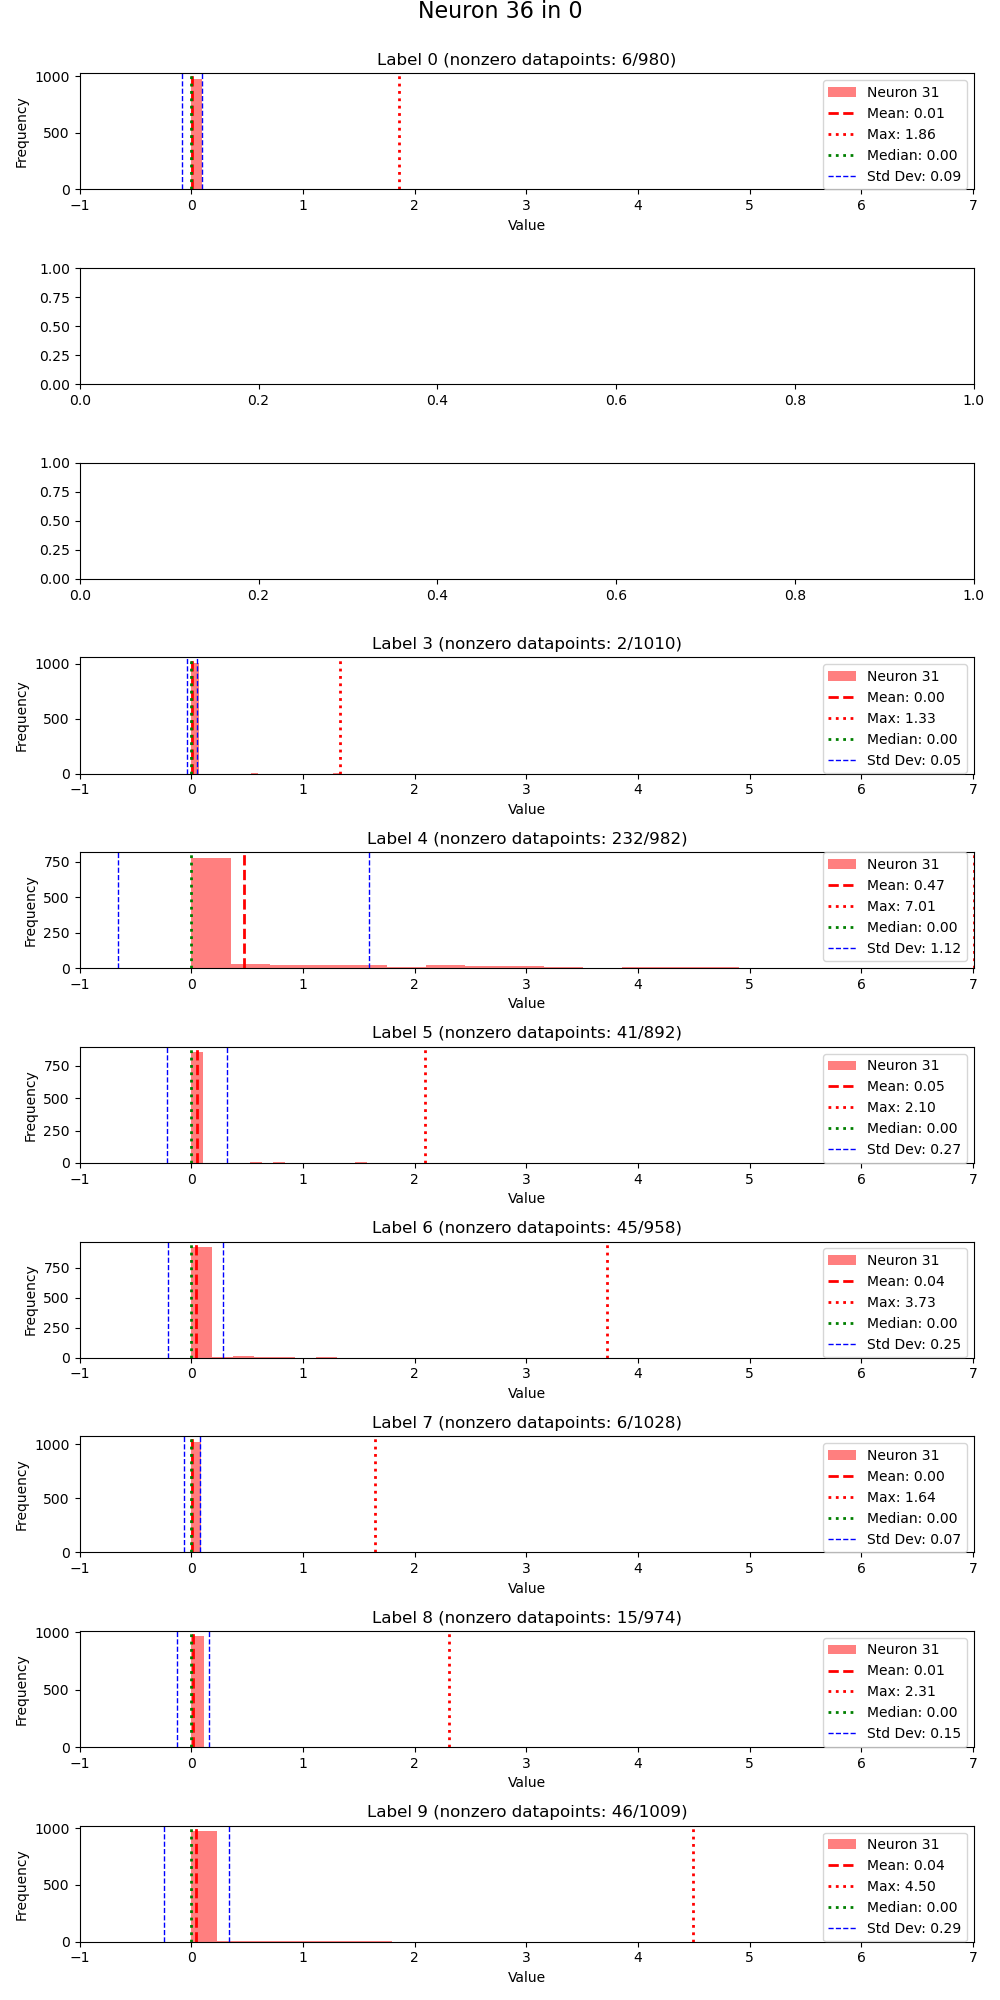 Neuron 36 in 0
Label 0 (nonzero datapoints: 6/980)
1000
500
0
Frequency
Neuron 31
Mean: 0.01
Max: 1.86
Median: 0.00
Std Dev: 0.09
−1 0 1 2 3 4 5 6 7
Value
1.00
0.75
0.50
0.25
0.00
0.0 0.2 0.4 0.6 0.8 1.0
1.00
0.75
0.50
0.25
0.00
0.0 0.2 0.4 0.6 0.8 1.0
Label 3 (nonzero datapoints: 2/1010)
1000
500
0
Frequency
Neuron 31
Mean: 0.00
Max: 1.33
Median: 0.00
Std Dev: 0.05
−1 0 1 2 3 4 5 6 7
Value
Label 4 (nonzero datapoints: 232/982)
750
500
250
0
Frequency
Neuron 31
Mean: 0.47
Max: 7.01
Median: 0.00
Std Dev: 1.12
−1 0 1 2 3 4 5 6 7
Value
Label 5 (nonzero datapoints: 41/892)
750
500
250
0
Frequency
Neuron 31
Mean: 0.05
Max: 2.10
Median: 0.00
Std Dev: 0.27
−1 0 1 2 3 4 5 6 7
Value
Label 6 (nonzero datapoints: 45/958)
750
500
250
0
Frequency
Neuron 31
Mean: 0.04
Max: 3.73
Median: 0.00
Std Dev: 0.25
−1 0 1 2 3 4 5 6 7
Value
Label 7 (nonzero datapoints: 6/1028)
1000
500
0
Frequency
Neuron 31
Mean: 0.00
Max: 1.64
Median: 0.00
Std Dev: 0.07
−1 0 1 2 3 4 5 6 7
Value
Label 8 (nonzero datapoints: 15/974)
1000
500
0
Frequency
Neuron 31
Mean: 0.01
Max: 2.31
Median: 0.00
Std Dev: 0.15
−1 0 1 2 3 4 5 6 7
Value
Label 9 (nonzero datapoints: 46/1009)
1000
500
0
Frequency
Neuron 31
Mean: 0.04
Max: 4.50
Median: 0.00
Std Dev: 0.29
−1 0 1 2 3 4 5 6 7
Value